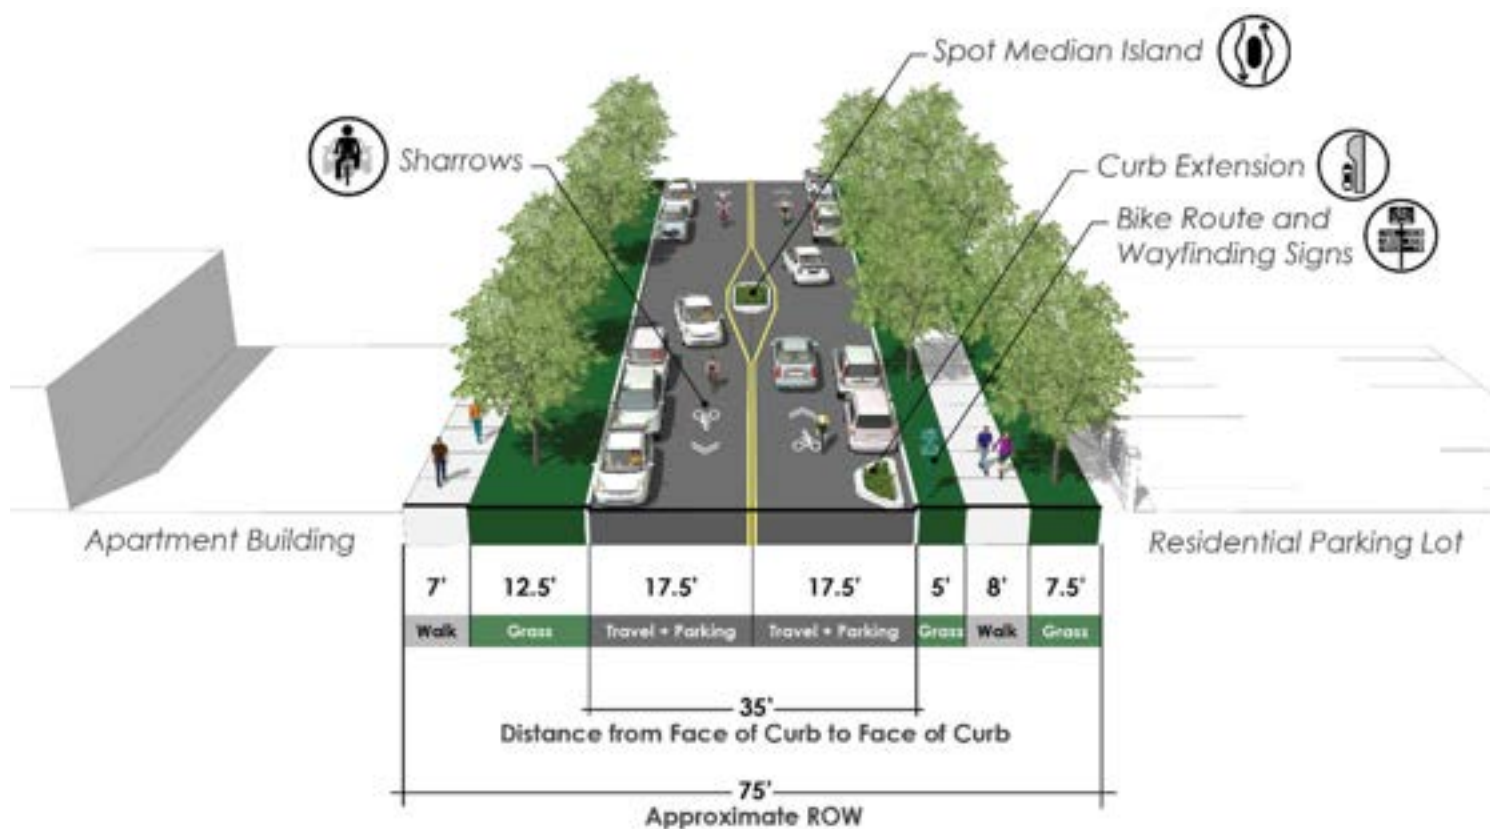 Spot Median Island
Sharrows
Curb Extension
Bike Route and
Wayfinding Signs
Apartment Building
Residential Parking Lot
7' 12.5' 17.5' 17.5' 5' 8' 7.5'
Walk Grass Travel + Parking Travel + Parking Grass Walk Grass
35'
Distance from Face of Curb to Face of Curb
75'
Approximate ROW